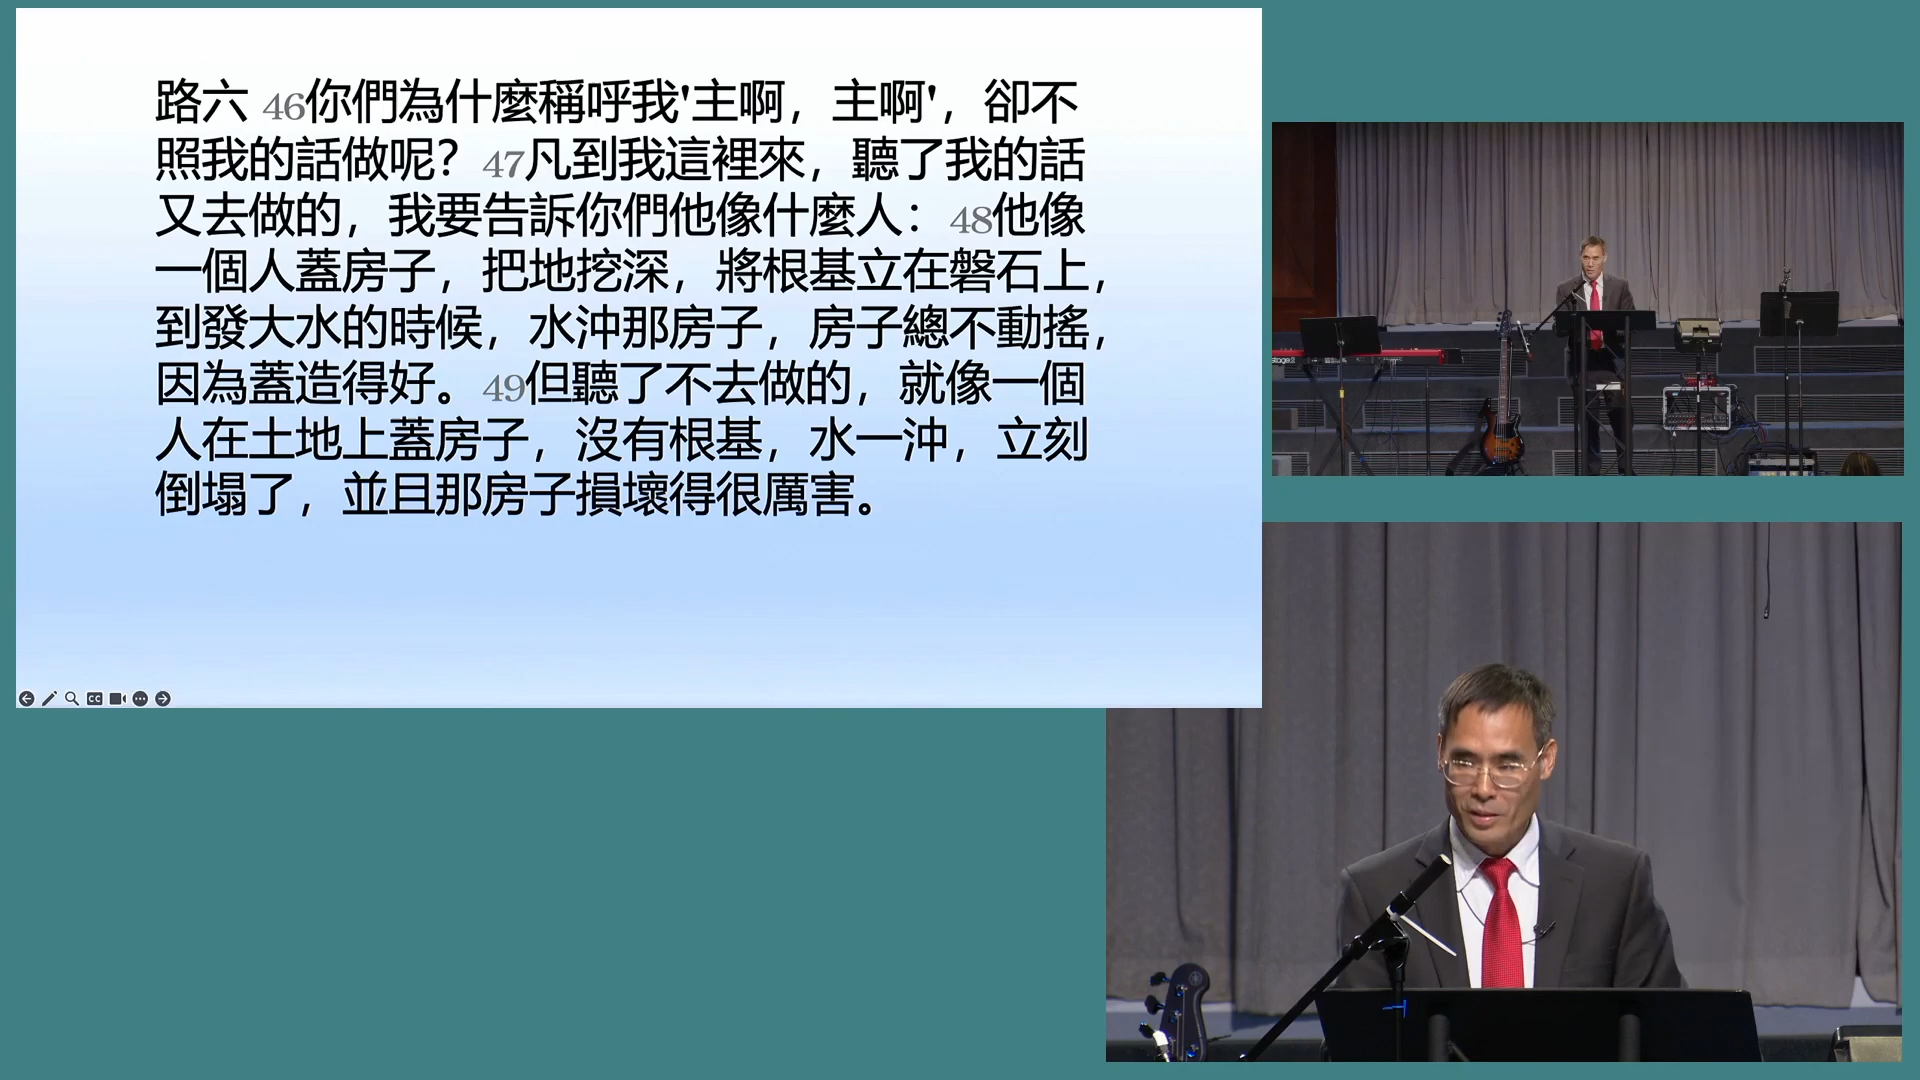 路六 46你們為什麼稱呼我'主啊，主啊'，卻不
照我的話做呢？47凡到我這裡來，聽了我的話
又去做的，我要告訴你們他像什麼人：48他像
一個人蓋房子，把地挖深，將根基立在磐石上，
到發大水的時候，水沖那房子，房子總不動搖，
因為蓋造得好。49但聽了不去做的，就像一個
人在土地上蓋房子，沒有根基，水一沖，立刻
倒塌了，並且那房子損壞得很厲害。
CC
stage 2